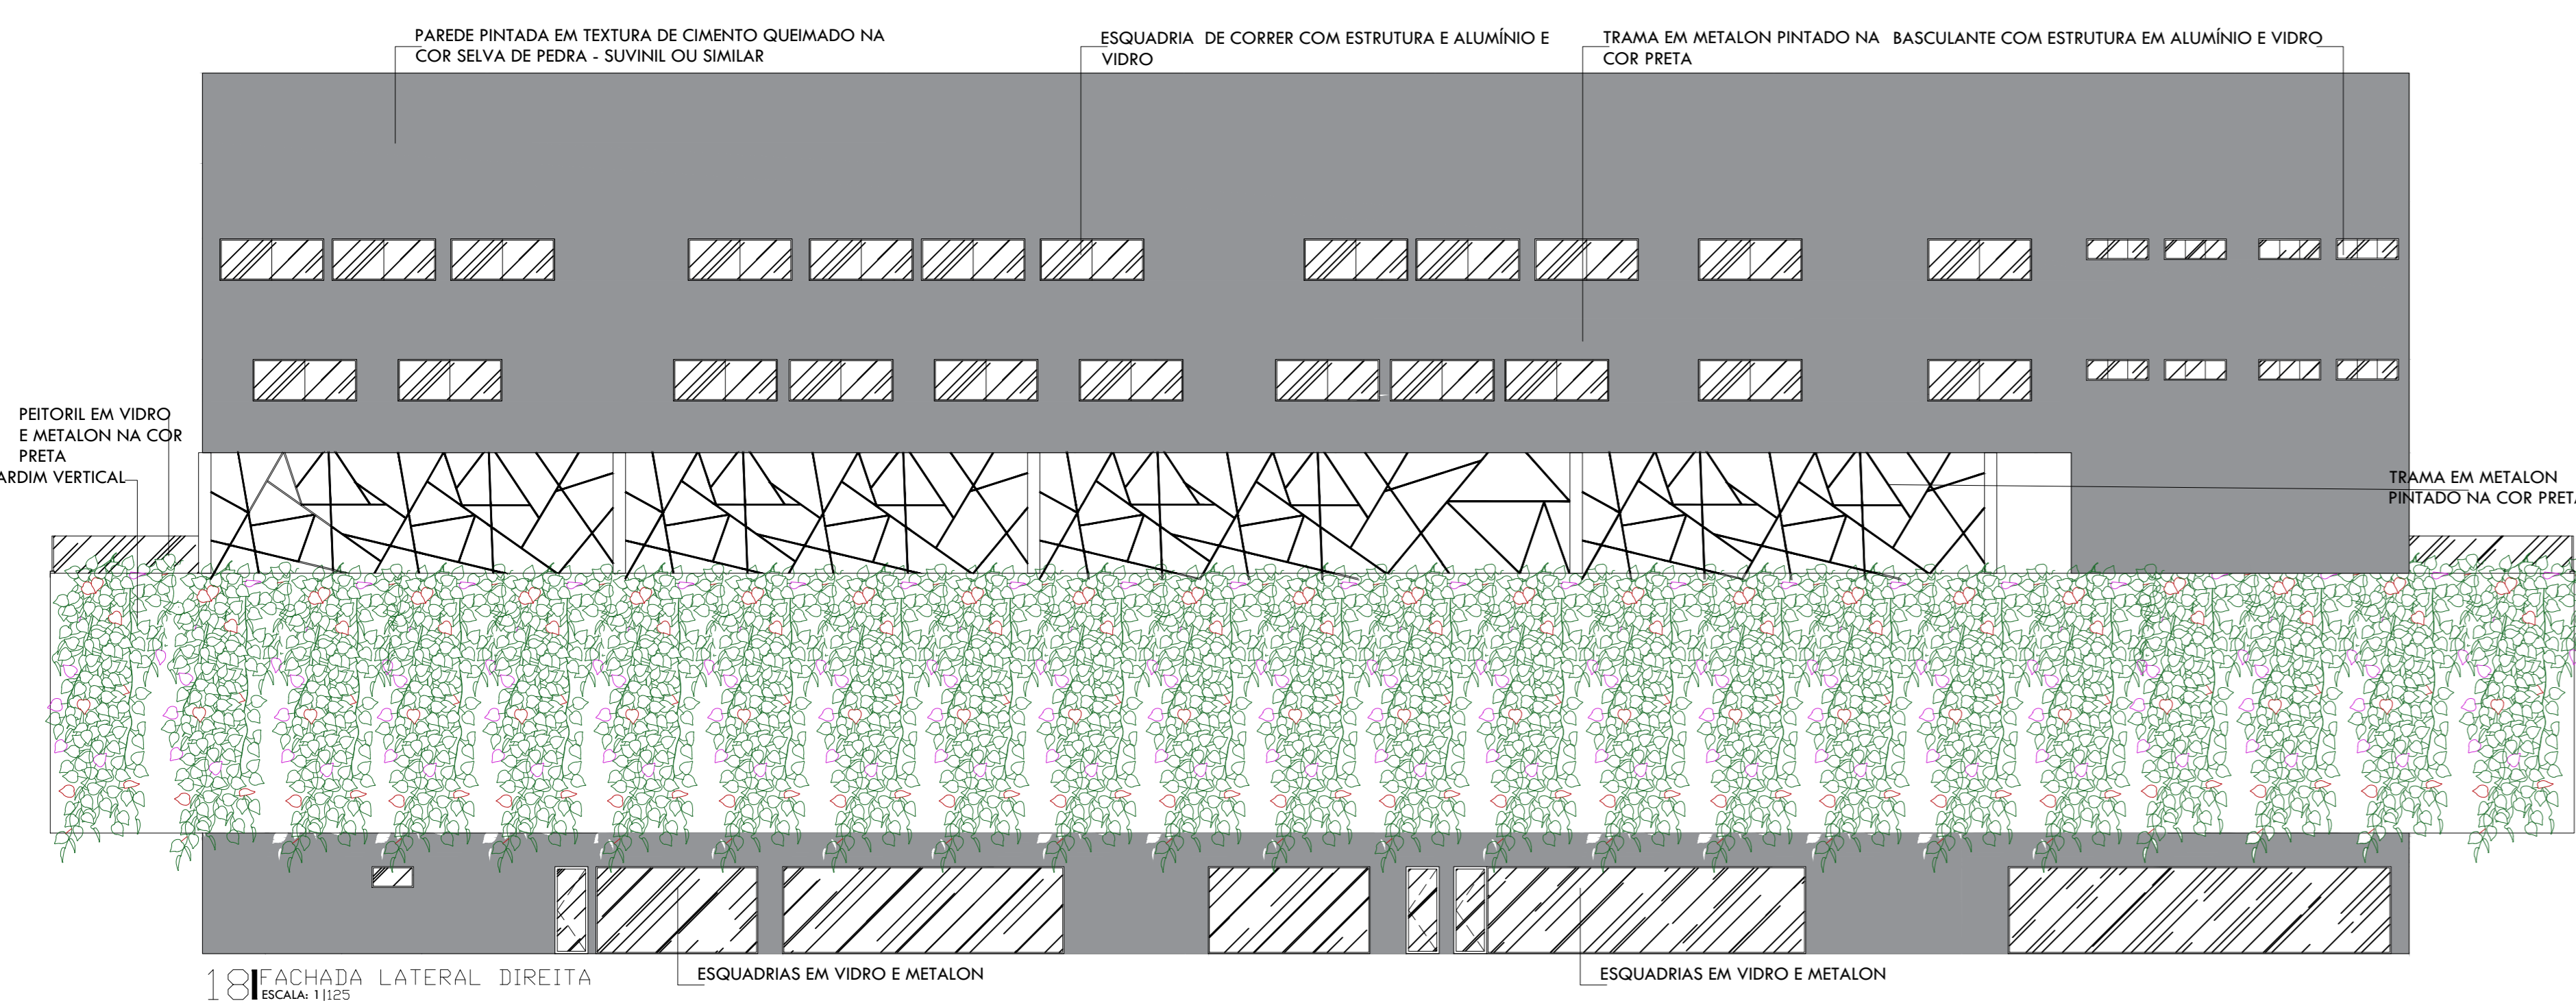 PAREDE PINTADA EM TEXTURA DE CIMENTO QUEIMADO NA
COR SELVA DE PEDRA - SUVINIL OU SIMILAR
ESQUADRIA DE CORRER COM ESTRUTURA E ALUMÍNIO E
VIDRO
TRAMA EM METALON PINTADO NA
COR PRETA
BASCULANTE COM ESTRUTURA EM ALUMÍNIO E VIDRO
PEITORIL EM VIDRO
E METALON NA COR
PRETA
ARDIM VERTICAL
TRAMA EM METALON
PINTADO NA COR PRETA
ESQUADRIAS EM VIDRO E METALON
ESQUADRIAS EM VIDRO E METALON
18 FACHADA LATERAL DIREITA
ESCALA: 1|125